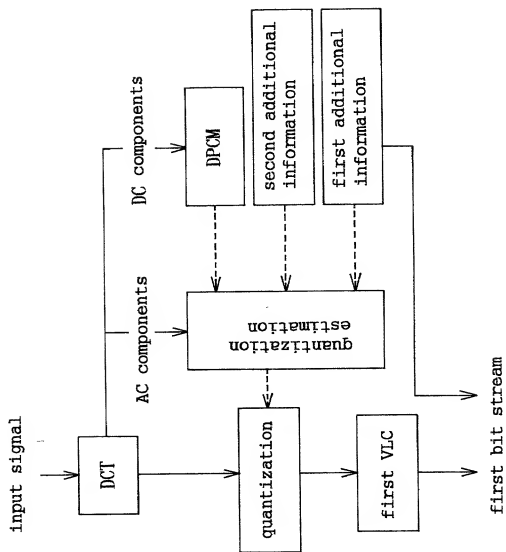 input signal
DCT
AC components
DC components
quantization
quantization
estimation
DPCM
second additional
information
first additional
information
first VLC
first bit stream